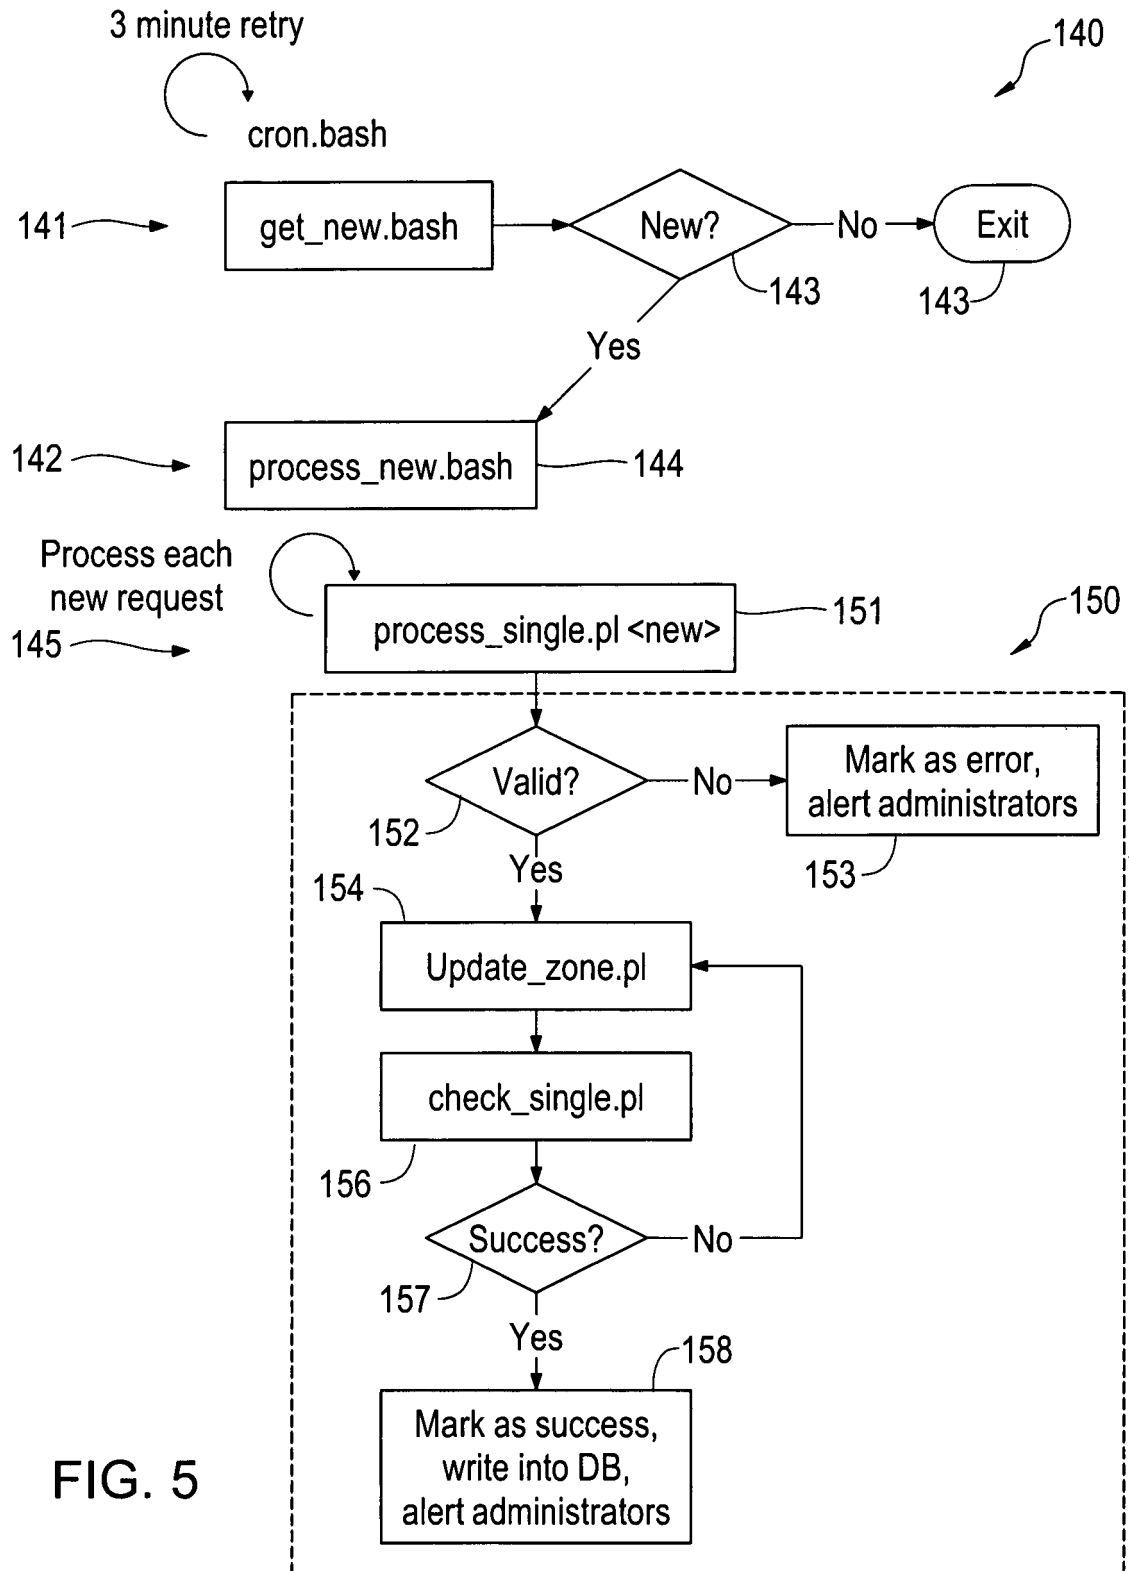 3 minute retry
140
cron.bash
141
get_new.bash
New?
No
Exit
143
143
Yes
142
process_new.bash
144
Process each
new request
145
process_single.pl <new>
151
150
Valid?
No
Mark as error,
alert administrators
152
153
Yes
154
Update_zone.pl
check_single.pl
156
Success?
No
157
Yes
158
Mark as success,
write into DB,
alert administrators
FIG. 5